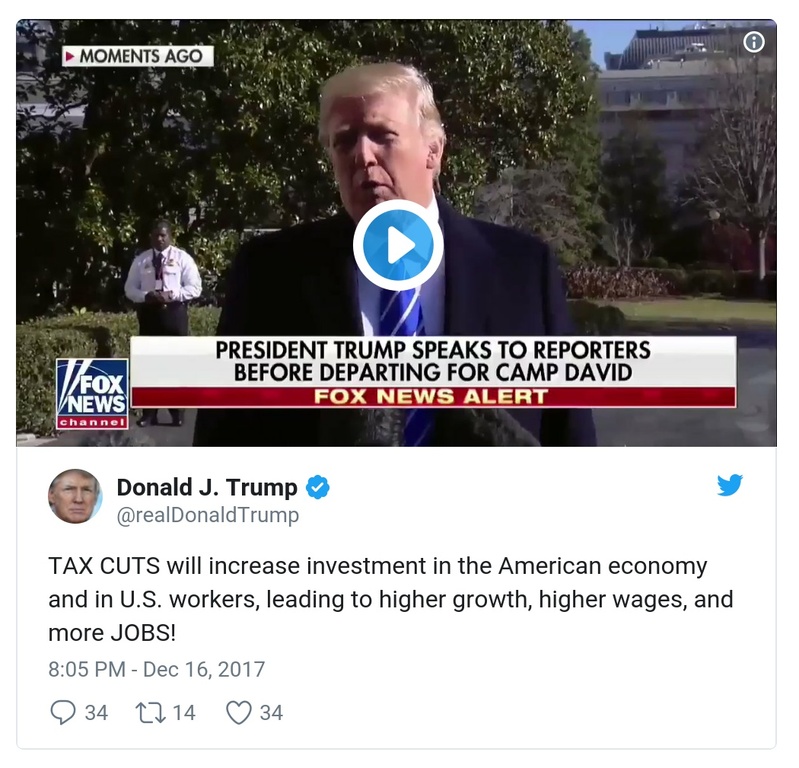 MOMENTS AGO
PRESIDENT TRUMP SPEAKS TO REPORTERS
BEFORE DEPARTING FOR CAMP DAVID
FOX NEWS ALERT
FOX
NEWS
channel
Donald J. Trump
@realDonaldTrump
TAX CUTS will increase investment in the American economy
and in U.S. workers, leading to higher growth, higher wages, and
more JOBS!
8:05 PM - Dec 16, 2017
34 14 34